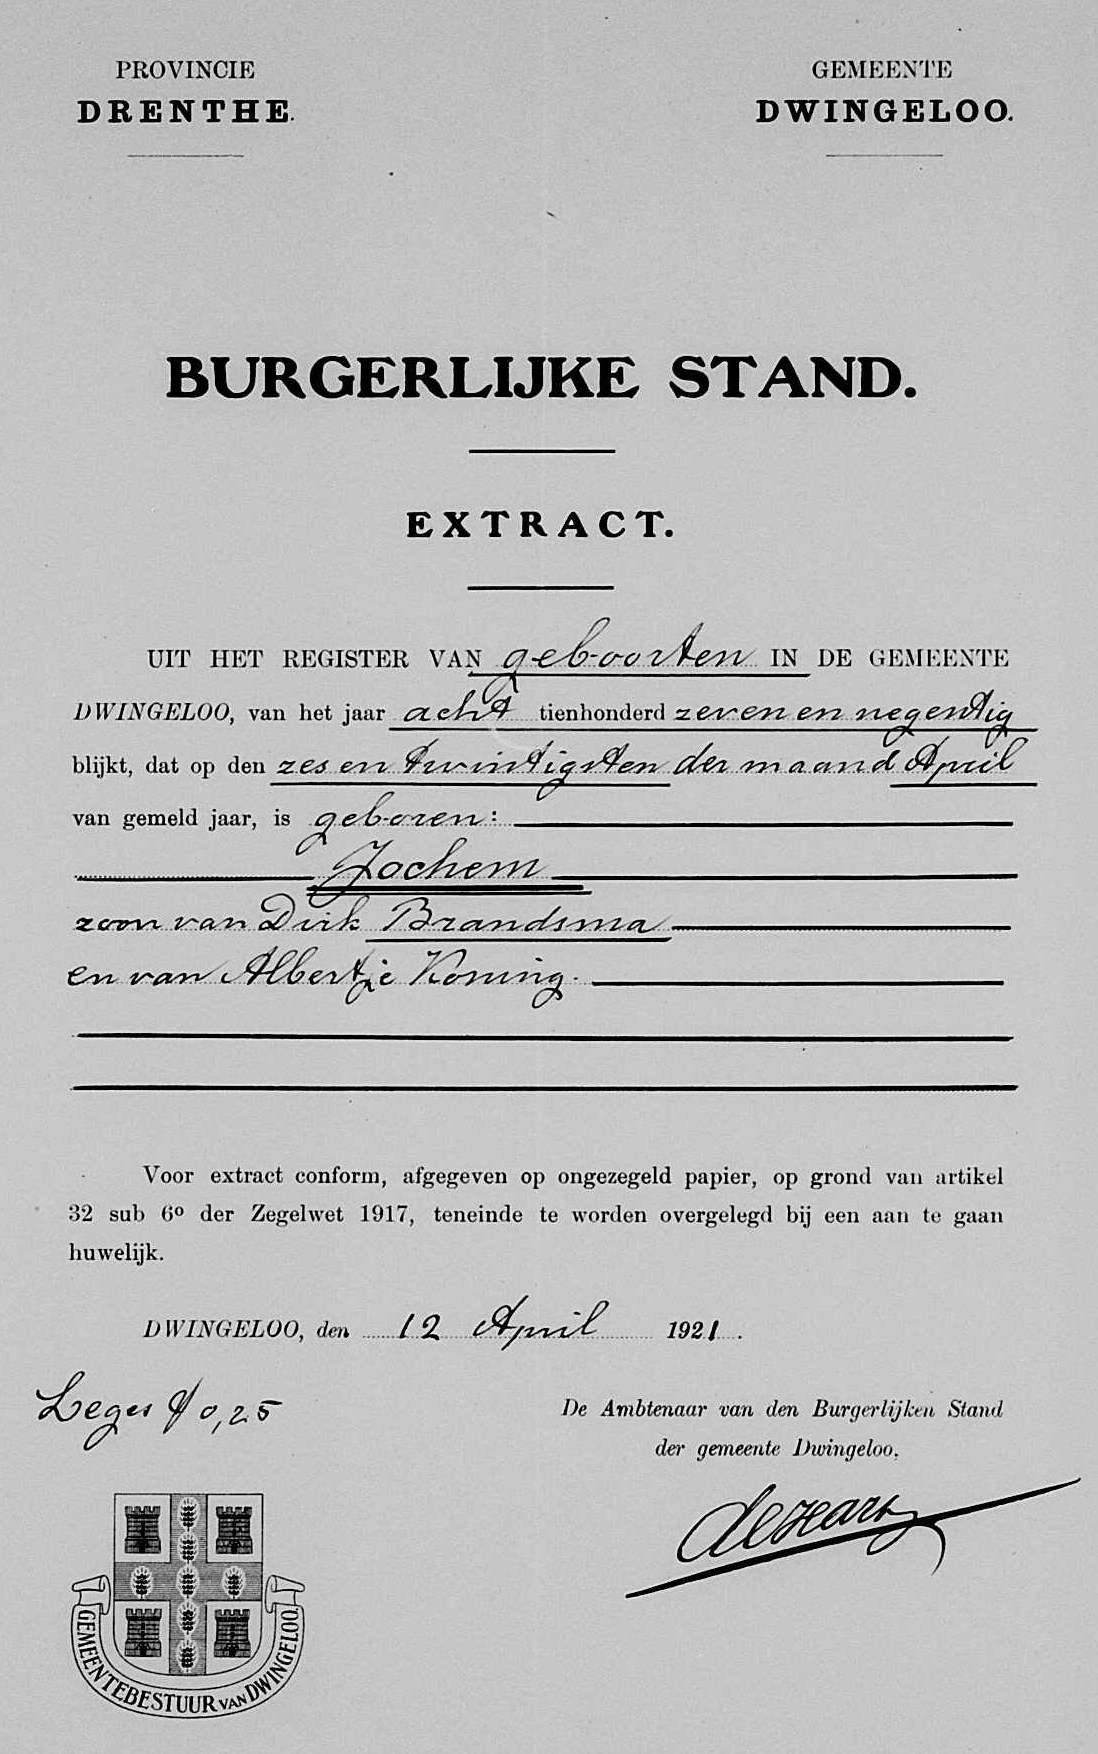 PROVINCIE
DRENTHE.
GEMEENTE
DWINGELOO.
BURGERLIJKE STAND.
EXTRACT.
UIT HET REGISTER VAN geboorten IN DE GEMEENTE
DWINGELOO, van het jaar acht tienhonderd zeven en negentig
blijkt, dat op den zes en twintigsten der maand April
van gemeld jaar, is geboren:
Jochem
zoon van Dirk Brandsma
en van Albertje Koning.
Voor extract conform, afgegeven op ongezegeld papier, op grond van artikel
32 sub 6º der Zegelwet 1917, teneinde te worden overgelegd bij een aan te gaan
huwelijk.
DWINGELOO, den 12 April 1921.
Leges ƒ 0,25
De Ambtenaar van den Burgerlijken Stand
der gemeente Dwingeloo,
GEMEENTEBESTUUR VAN DWINGELOO.